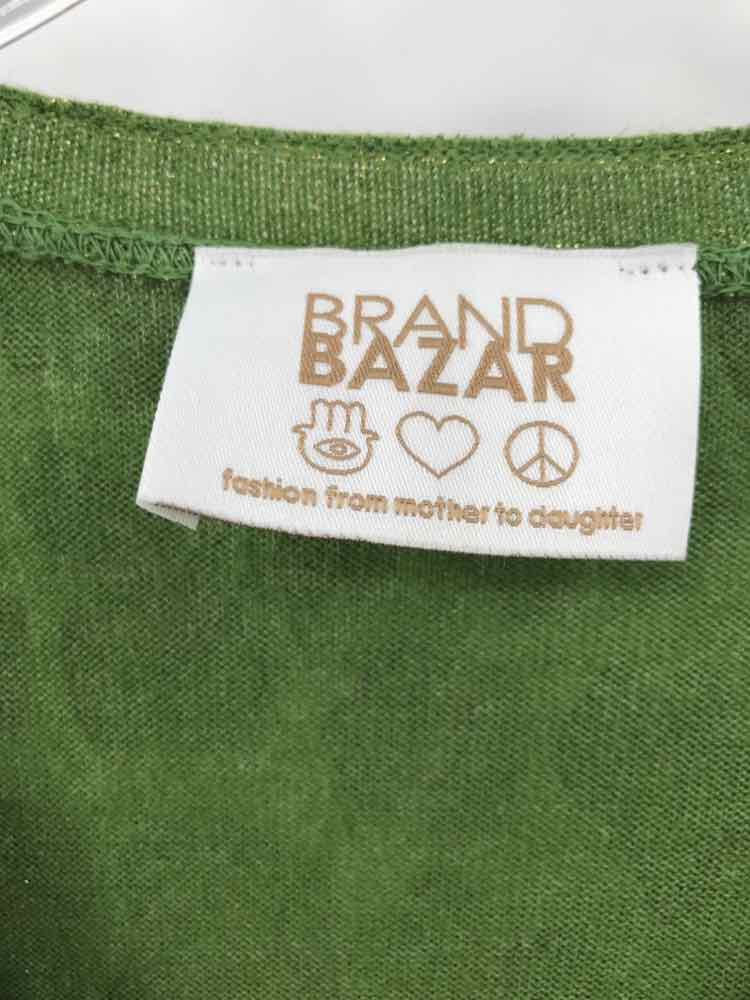 BRAND
BAZAR
fashion from mother to daughter